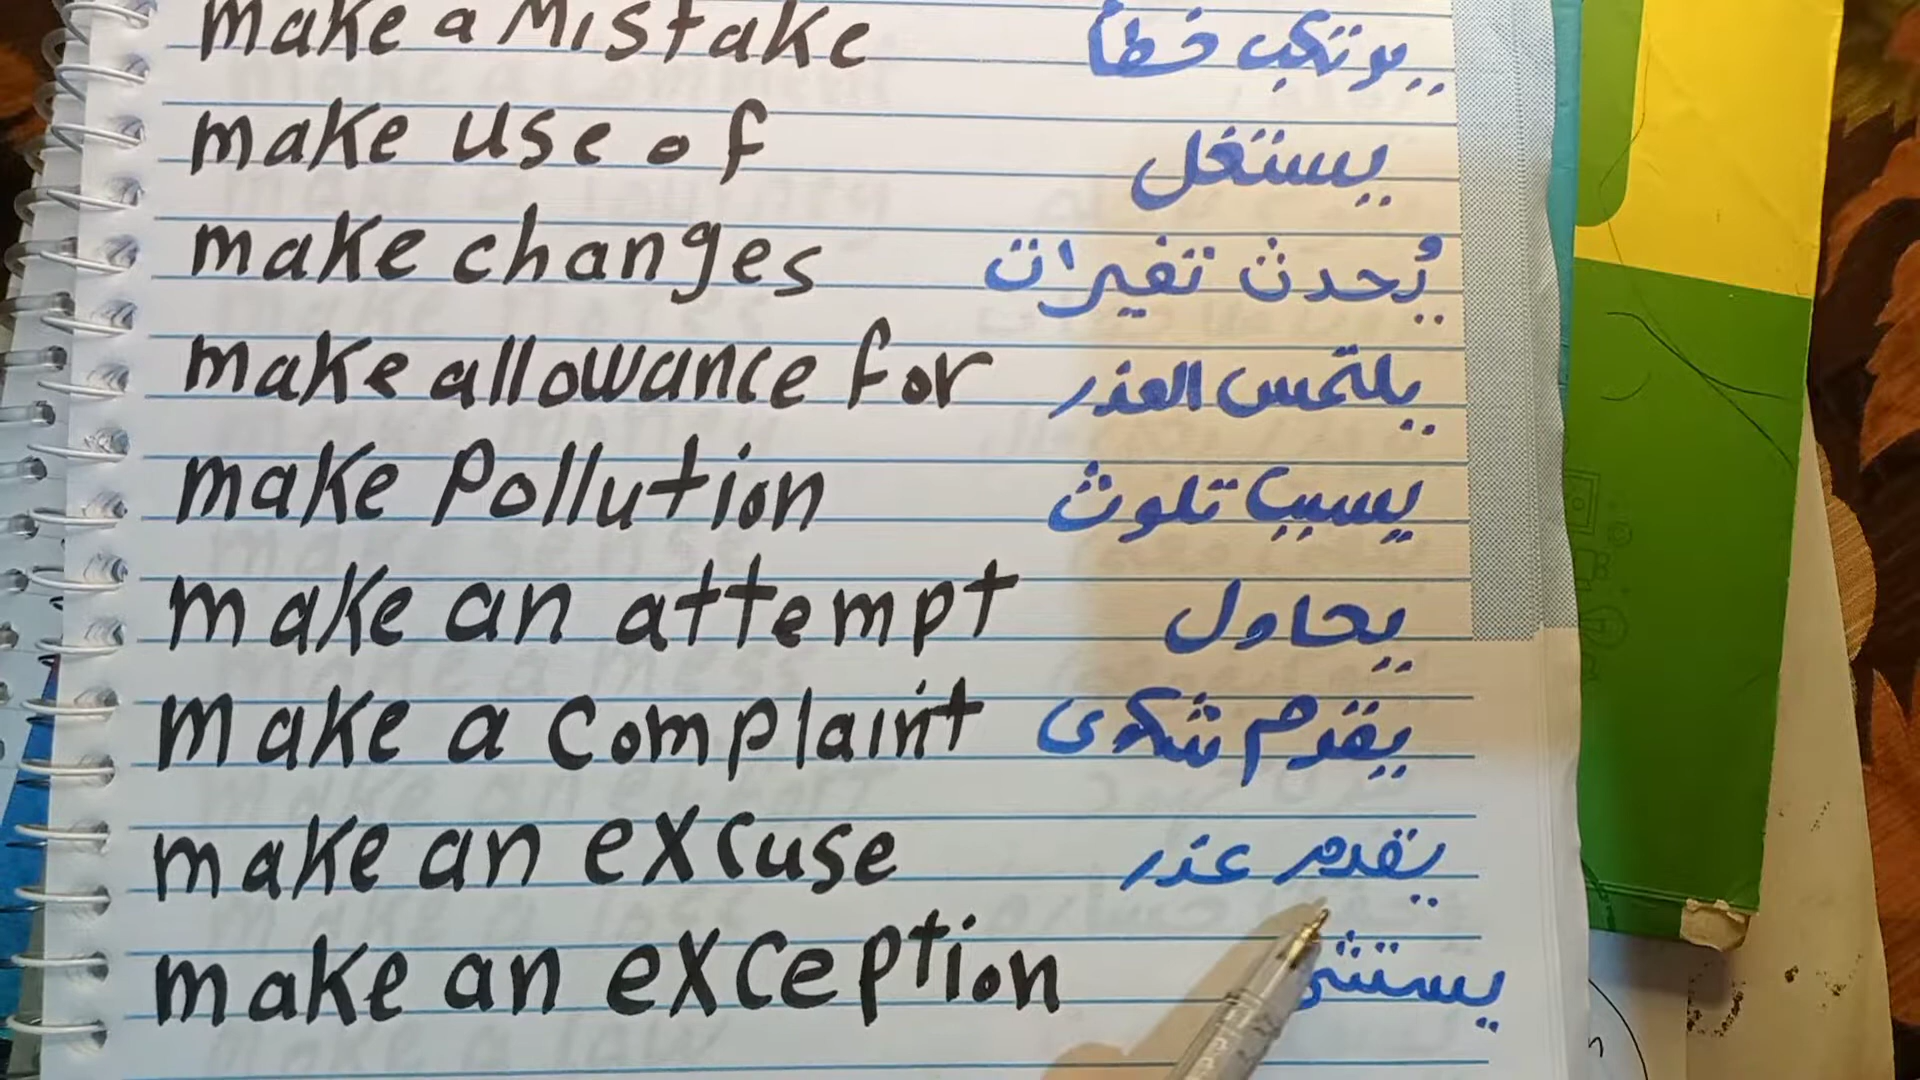 make a Mistake يرتكب خطأ
make use of يستغل
make changes يُحدث تغيرات
make allowance for يلتمس العذر
make Pollution يسبب تلوث
make an attempt يحاول
make a complaint يقدم شكوى
make an excuse يقدم عذر
make an exception